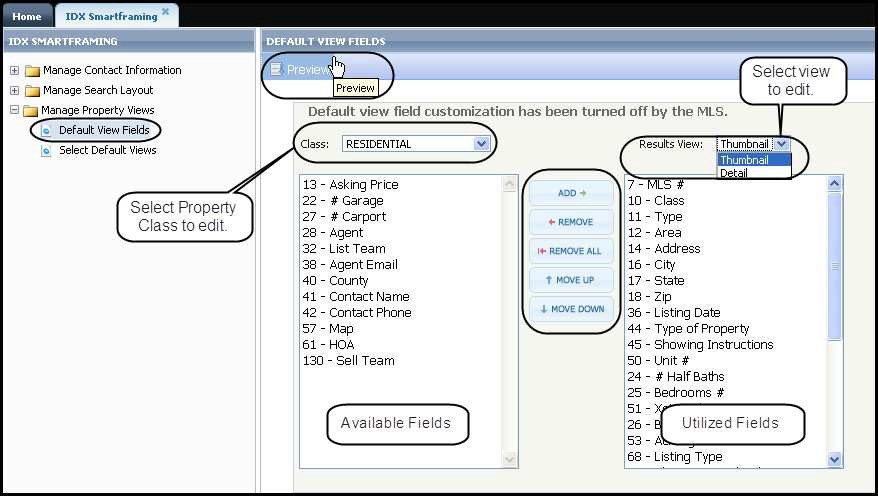 Home
IDX Smartframing
IDX SMARTFRAMING
Manage Contact Information
Manage Search Layout
Manage Property Views
Default View Fields
Select Default Views
Select Property
Class to edit.
DEFAULT VIEW FIELDS
Preview
Preview
Select view
to edit.
Default view field customization has been turned off by the MLS.
Class: RESIDENTIAL
Results View: Thumbnail
Thumbnail
Detail
13 - Asking Price
22 - # Garage
27 - # Carport
28 - Agent
32 - List Team
38 - Agent Email
40 - County
41 - Contact Name
42 - Contact Phone
57 - Map
61 - HOA
130 - Sell Team
Available Fields
ADD
REMOVE
REMOVE ALL
MOVE UP
MOVE DOWN
7 - MLS #
10 - Class
11 - Type
12 - Area
14 - Address
16 - City
17 - State
18 - Zip
36 - Listing Date
44 - Type of Property
45 - Showing Instructions
50 - Unit #
24 - # Half Baths
25 - Bedrooms #
51 -
26 -
53 -
68 - Listing Type
Utilized Fields